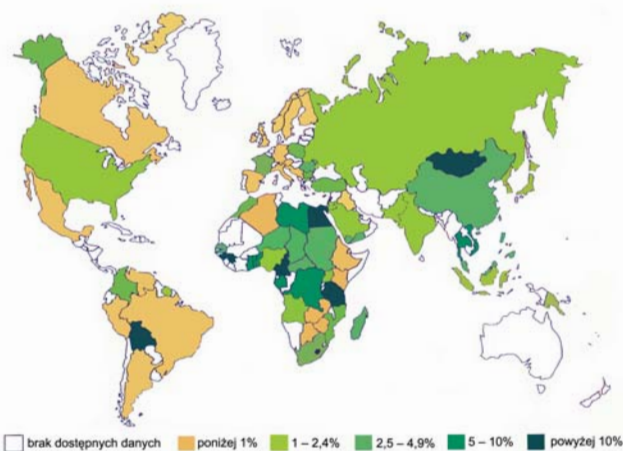 brak dostępnych danych poniżej 1% 1 – 2,4% 2,5 – 4,9% 5 – 10% powyżej 10%